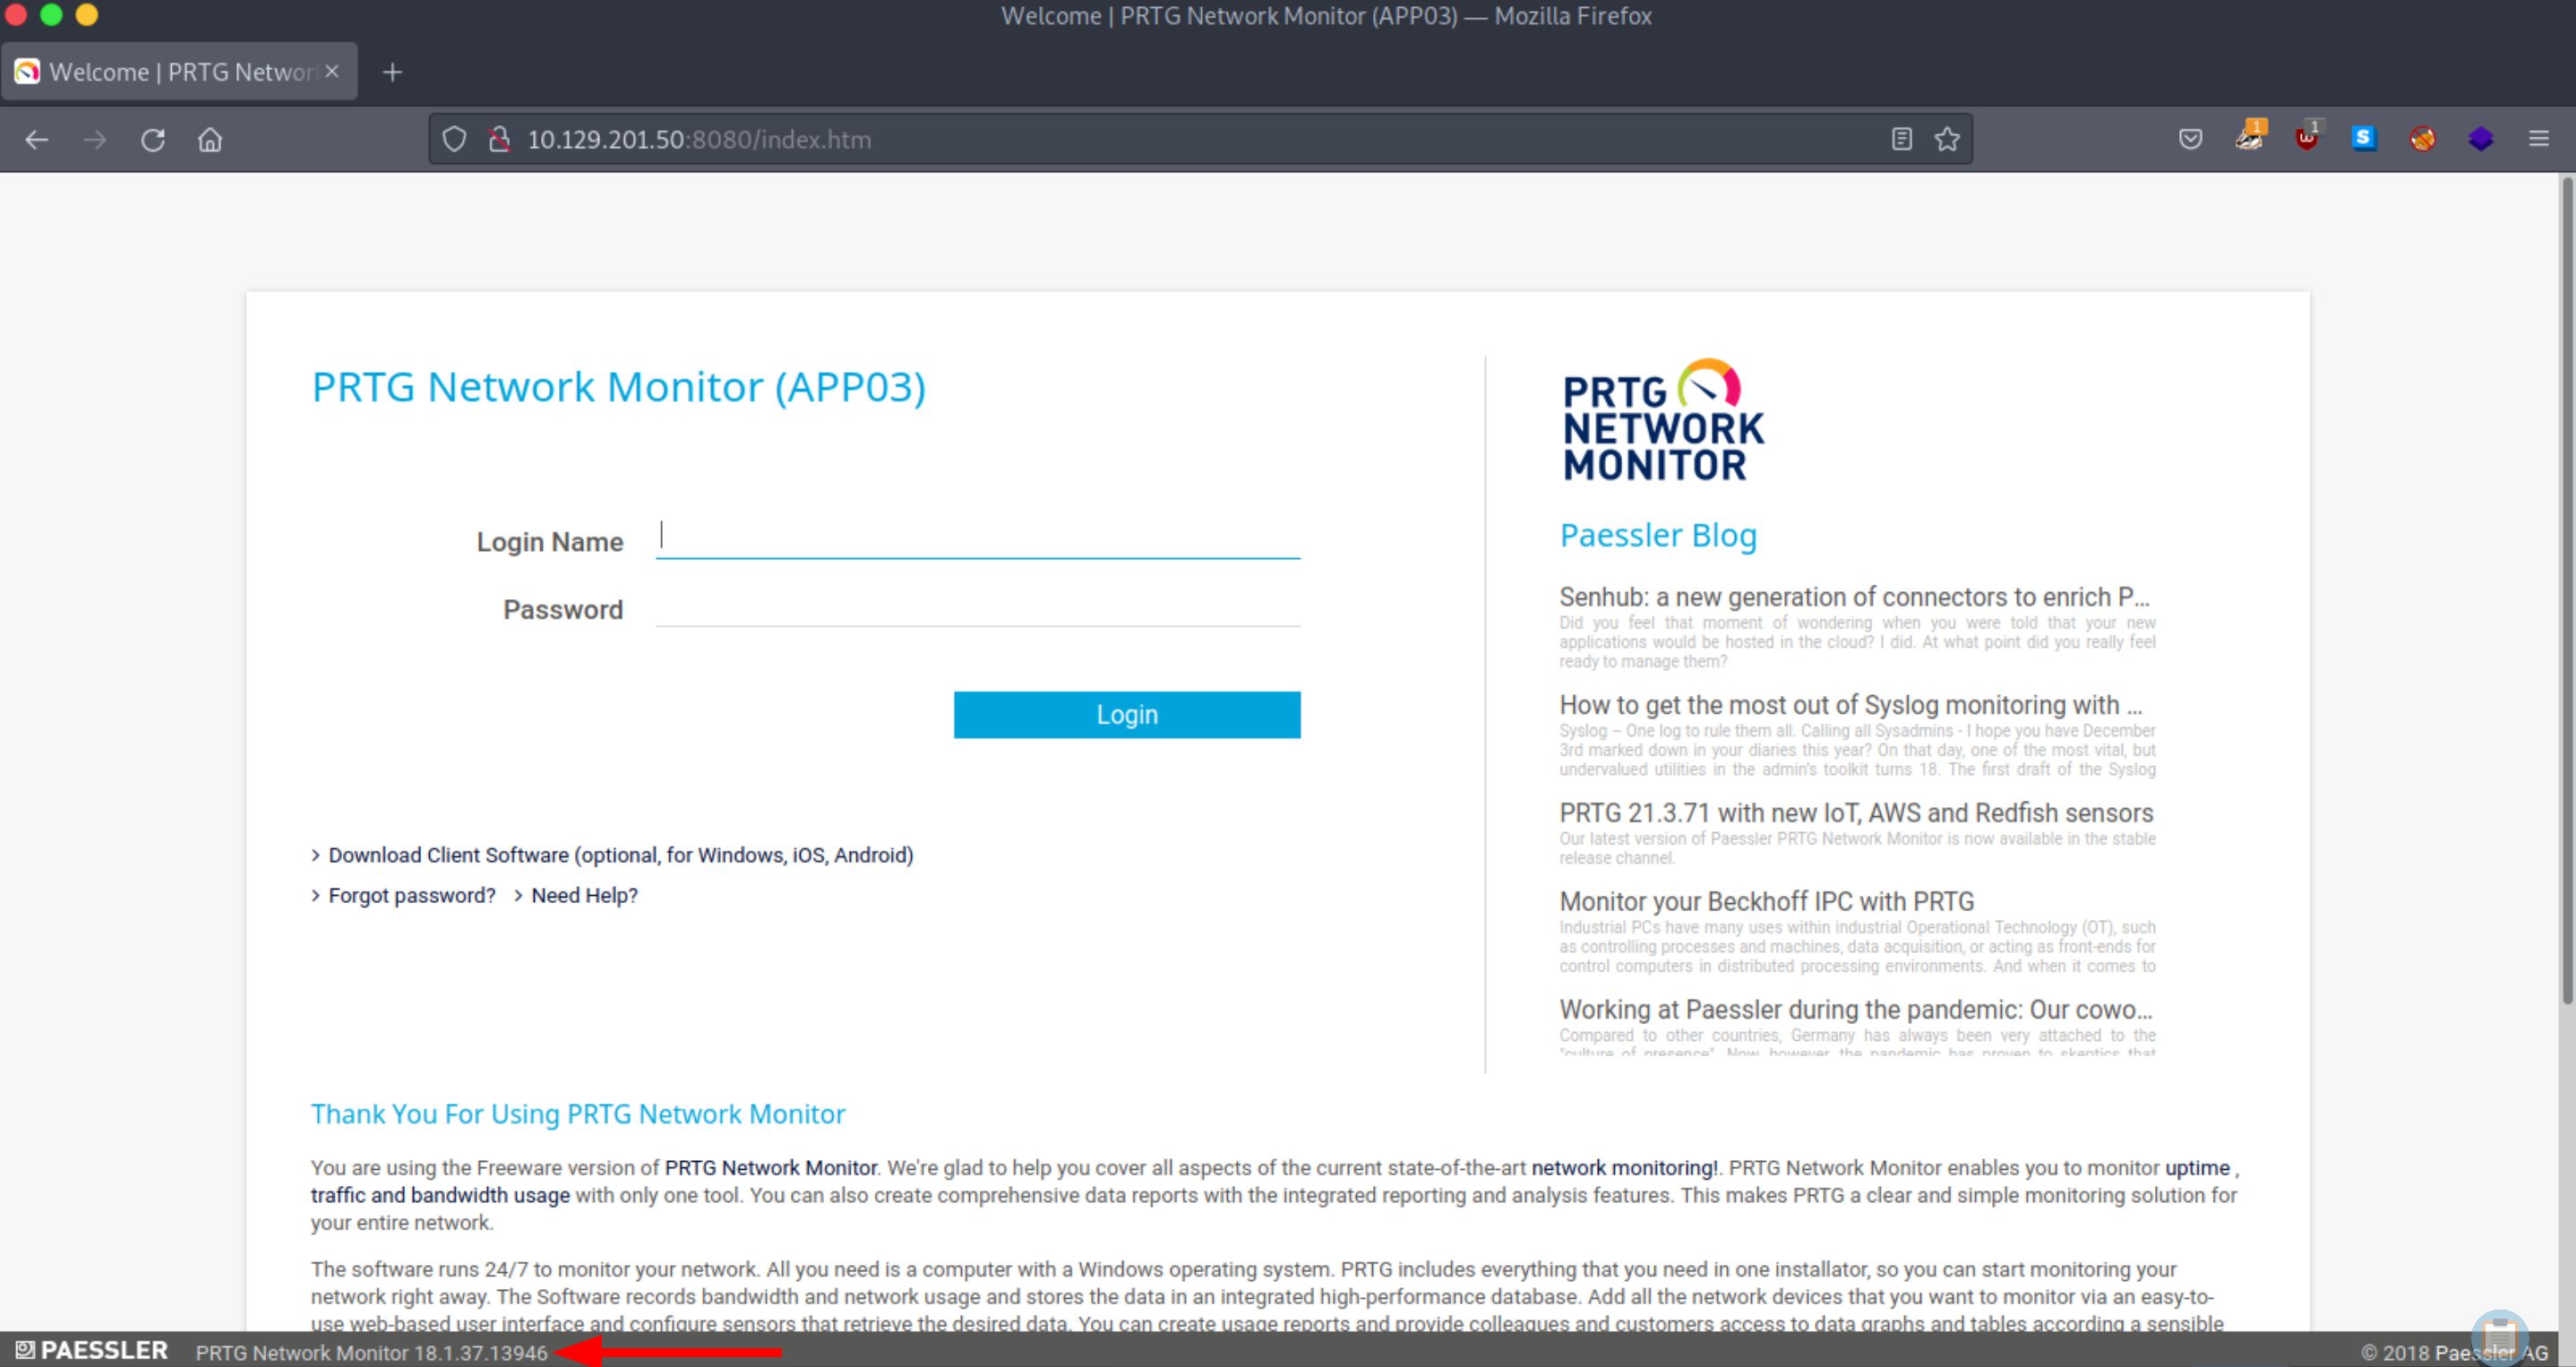 Welcome | PRTG Network Monitor (APP03) — Mozilla Firefox
Welcome | PRTG Networ
10.129.201.50:8080/index.htm
1
1
S
PRTG Network Monitor (APP03)
Login Name
Password
Login
> Download Client Software (optional, for Windows, iOS, Android)
> Forgot password? > Need Help?
PRTG
NETWORK
MONITOR
Paessler Blog
Senhub: a new generation of connectors to enrich P...
Did you feel that moment of wondering when you were told that your new
applications would be hosted in the cloud? I did. At what point did you really feel
ready to manage them?
How to get the most out of Syslog monitoring with ...
Syslog – One log to rule them all. Calling all Sysadmins - I hope you have December
3rd marked down in your diaries this year? On that day, one of the most vital, but
undervalued utilities in the admin's toolkit turns 18. The first draft of the Syslog
PRTG 21.3.71 with new IoT, AWS and Redfish sensors
Our latest version of Paessler PRTG Network Monitor is now available in the stable
release channel.
Monitor your Beckhoff IPC with PRTG
Industrial PCs have many uses within industrial Operational Technology (OT), such
as controlling processes and machines, data acquisition, or acting as front-ends for
control computers in distributed processing environments. And when it comes to
Working at Paessler during the pandemic: Our cowo...
Compared to other countries, Germany has always been very attached to the
"culture of presence". Now, however, the pandemic has proven to skeptics that
Thank You For Using PRTG Network Monitor
You are using the Freeware version of PRTG Network Monitor. We're glad to help you cover all aspects of the current state-of-the-art network monitoring!. PRTG Network Monitor enables you to monitor uptime ,
traffic and bandwidth usage with only one tool. You can also create comprehensive data reports with the integrated reporting and analysis features. This makes PRTG a clear and simple monitoring solution for
your entire network.
The software runs 24/7 to monitor your network. All you need is a computer with a Windows operating system. PRTG includes everything that you need in one installator, so you can start monitoring your
network right away. The Software records bandwidth and network usage and stores the data in an integrated high-performance database. Add all the network devices that you want to monitor via an easy-to-
use web-based user interface and configure sensors that retrieve the desired data. You can create usage reports and provide colleagues and customers access to data graphs and tables according a sensible
PAESSLER PRTG Network Monitor 18.1.37.13946
© 2018 Paessler AG